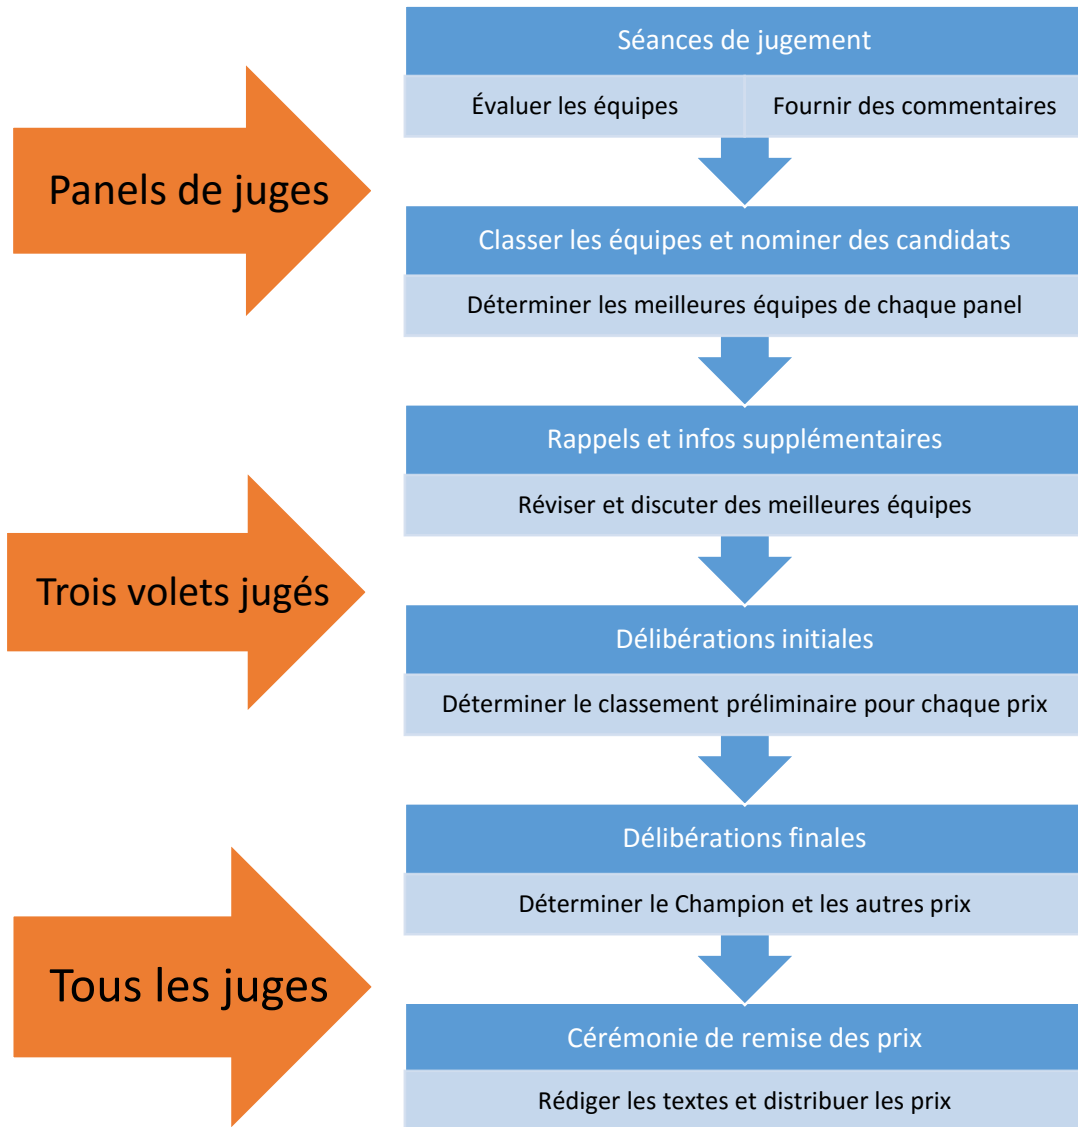 Séances de jugement
Évaluer les équipes
Fournir des commentaires
Panels de juges
Classer les équipes et nominer des candidats
Déterminer les meilleures équipes de chaque panel
Rappels et infos supplémentaires
Réviser et discuter des meilleures équipes
Trois volets jugés
Délibérations initiales
Déterminer le classement préliminaire pour chaque prix
Délibérations finales
Déterminer le Champion et les autres prix
Tous les juges
Cérémonie de remise des prix
Rédiger les textes et distribuer les prix